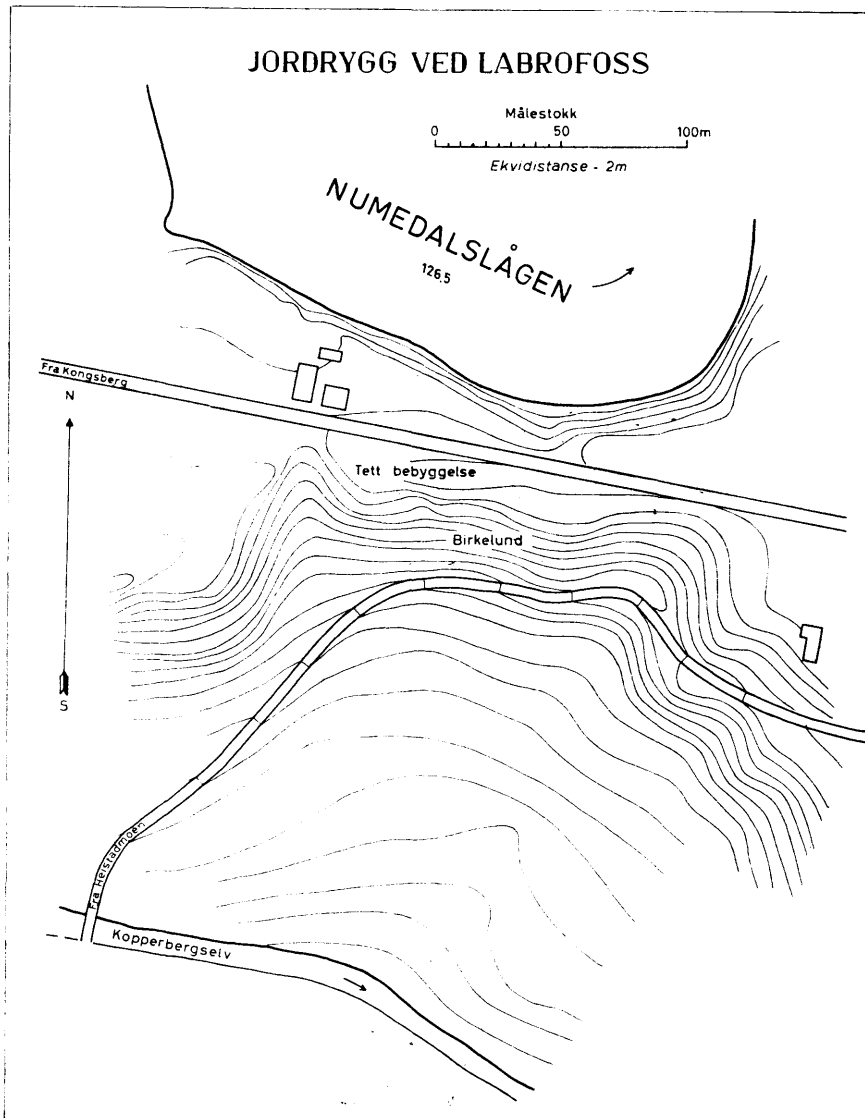 JORDRYGG VED LABROFOSS
Målestokk
0 50 100m
Ekvidistanse - 2m
NUMEDALSLÅGEN
126,5
Fra Kongsberg
N
Tett bebyggelse
Birkelund
S
Fra Heistadmoen
Kopperbergselv